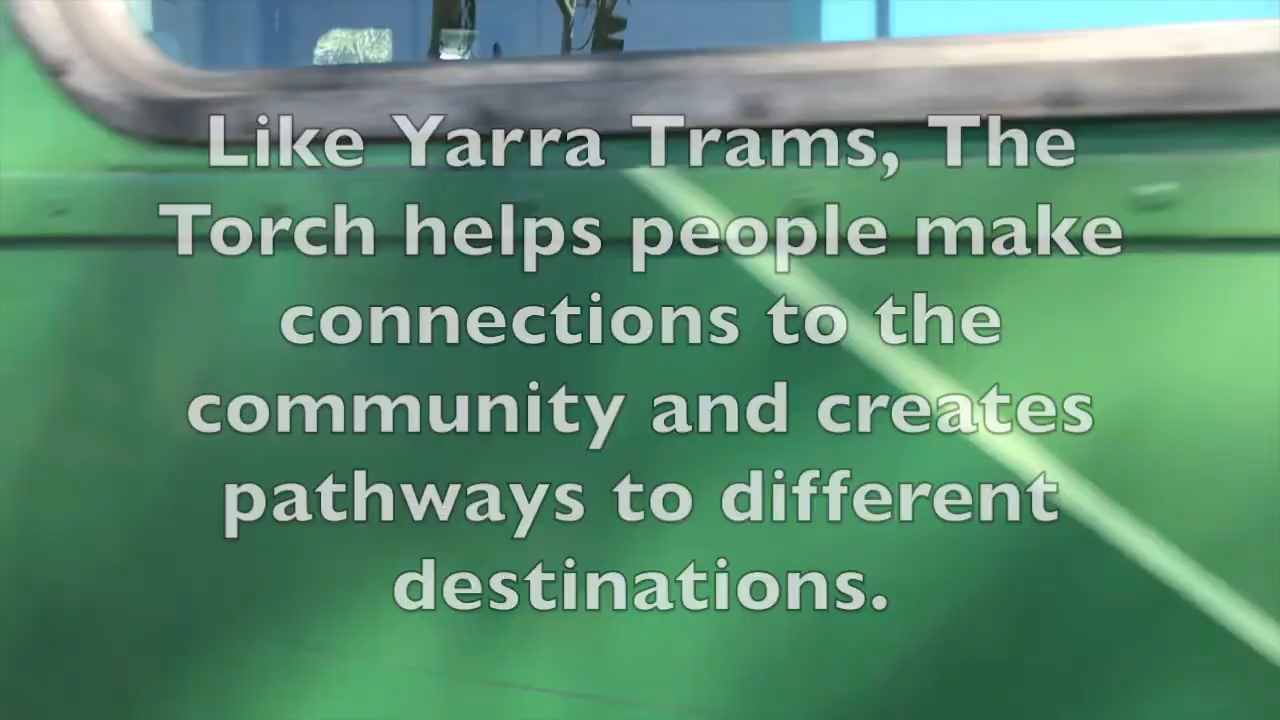 Like Yarra Trams, The
Torch helps people make
connections to the
community and creates
pathways to different
destinations.